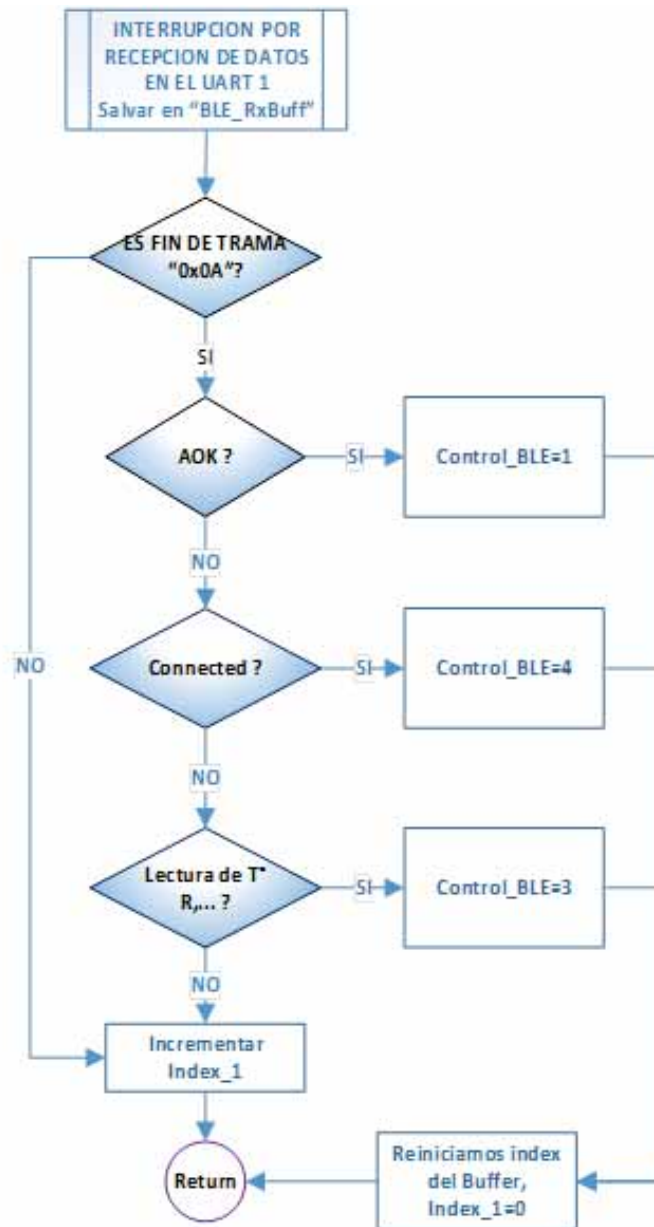 INTERRUPCION POR
RECEPCION DE DATOS
EN EL UART 1
Salvar en “BLE_RxBuff”
ES FIN DE TRAMA
“0x0A”?
SI
AOK ?
SI
Control_BLE=1
NO
Connected ?
SI
Control_BLE=4
NO
NO
Lectura de T°
R,... ?
SI
Control_BLE=3
NO
Incrementar
Index_1
Return
Reiniciamos index
del Buffer,
Index_1=0